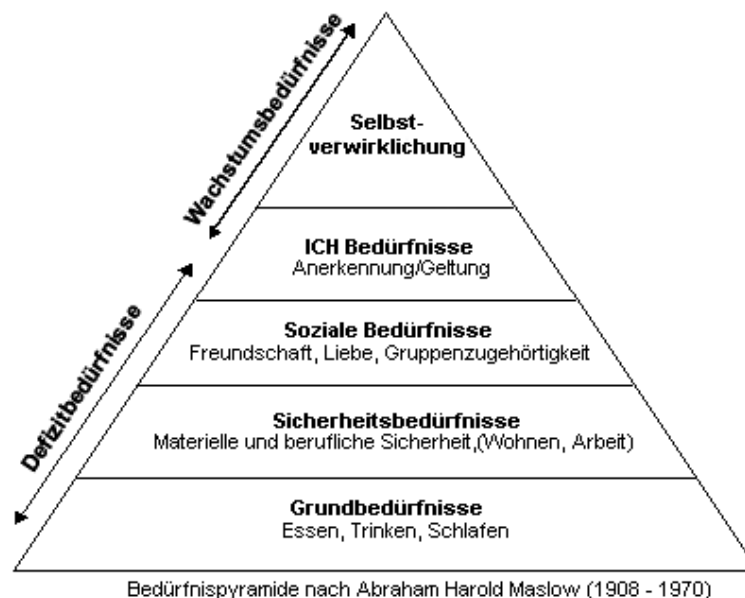 Wachstumsbedürfnisse
Defizitbedürfnisse
Selbst-
verwirklichung
ICH Bedürfnisse
Anerkennung/Geltung
Soziale Bedürfnisse
Freundschaft, Liebe, Gruppenzugehörtigkeit
Sicherheitsbedürfnisse
Materielle und berufliche Sicherheit,(Wohnen, Arbeit)
Grundbedürfnisse
Essen, Trinken, Schlafen
Bedürfnispyramide nach Abraham Harold Maslow (1908 - 1970)